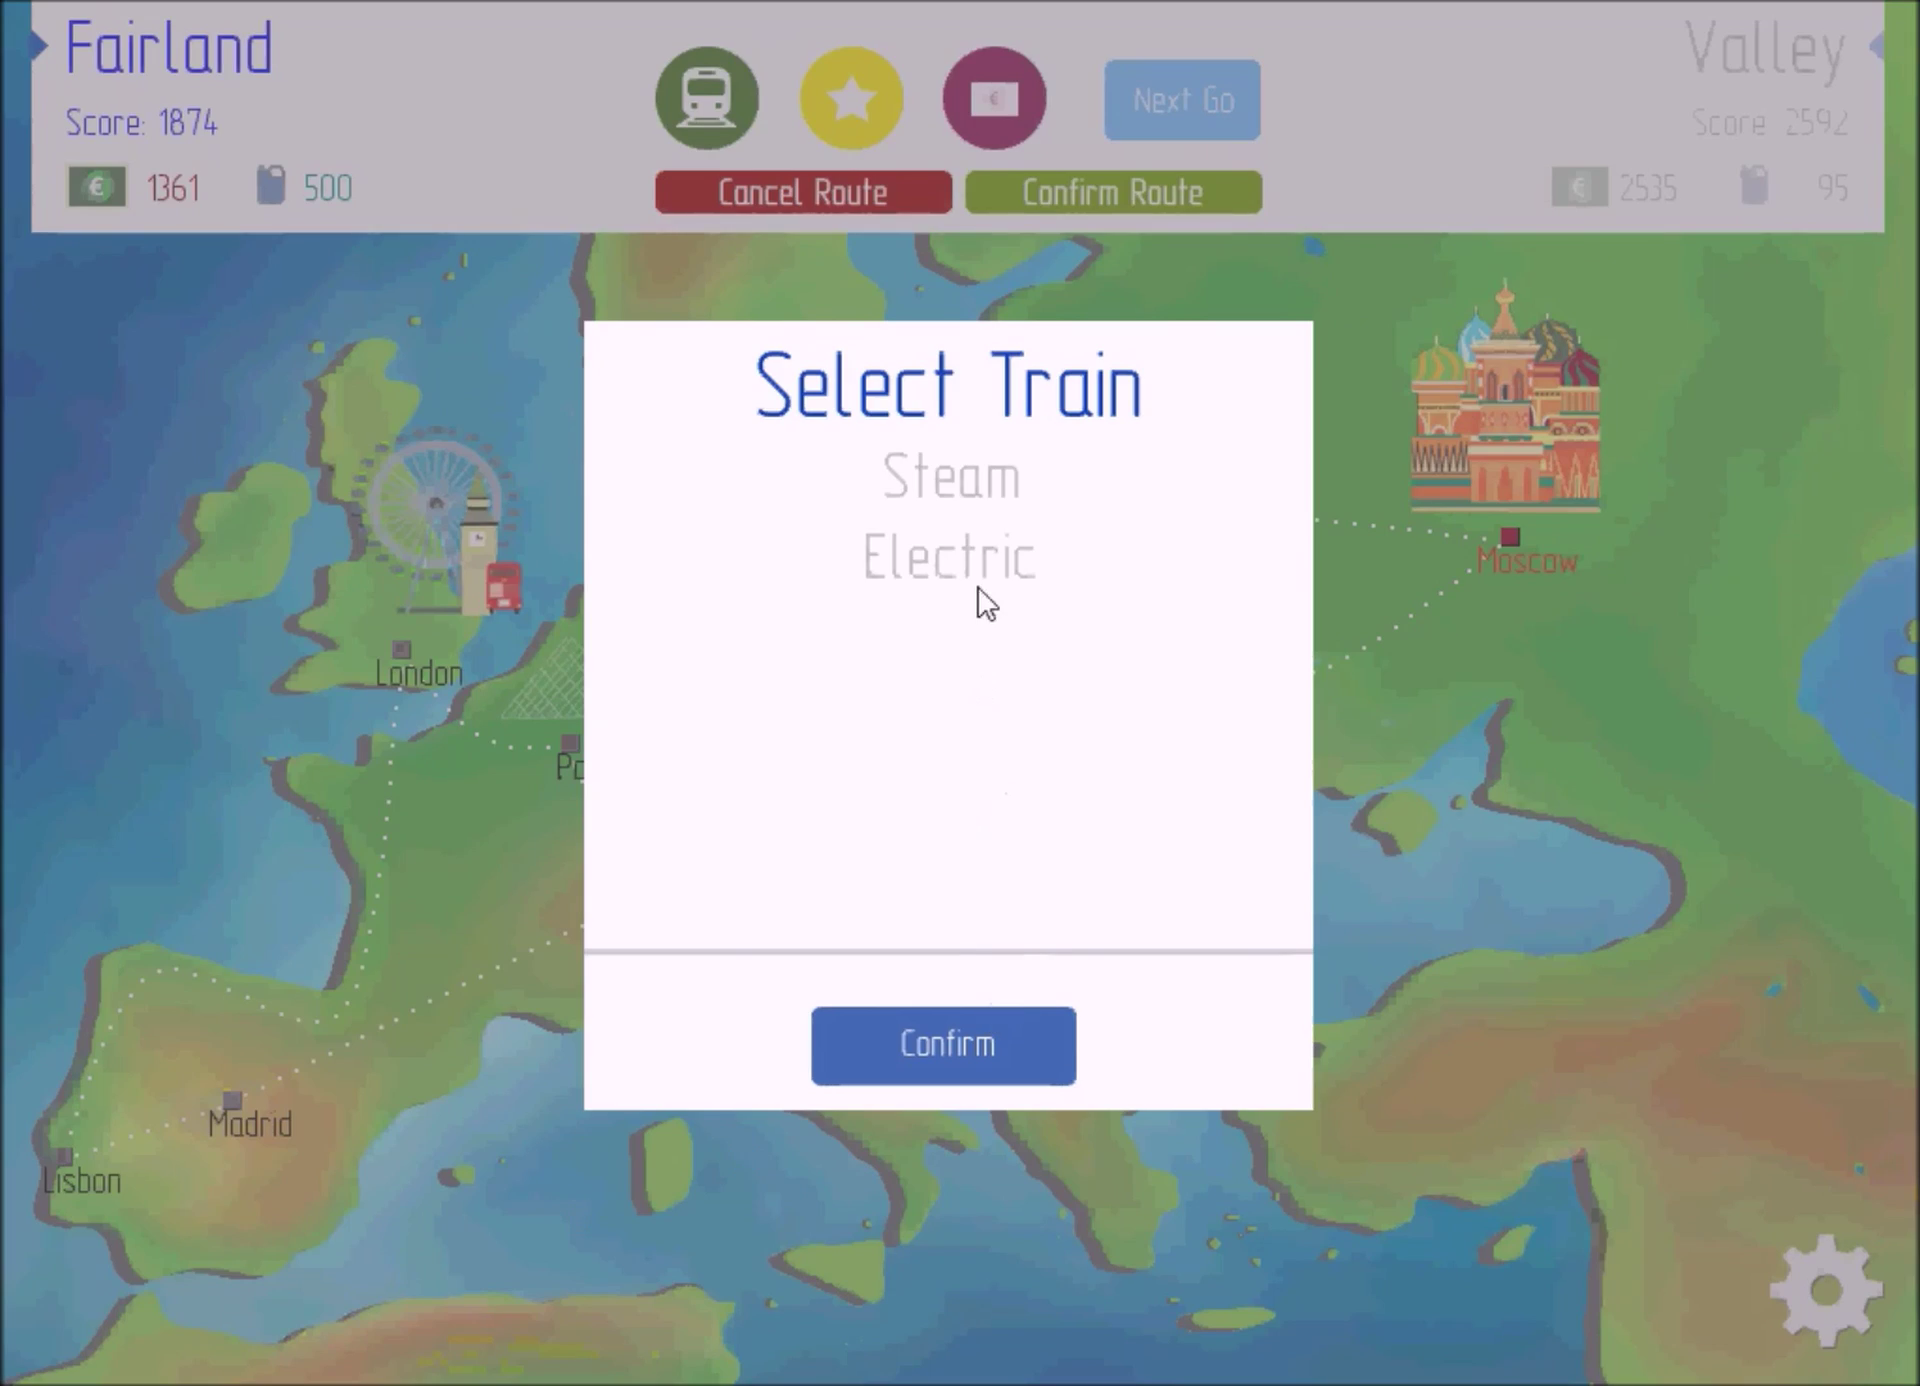 Fairland
Score: 1874
€ 1361 500
€
Next Go
Cancel Route Confirm Route
Valley
Score 2592
€ 2535 95
Select Train
Steam
Electric
Confirm
Moscow
London
Madrid
Lisbon